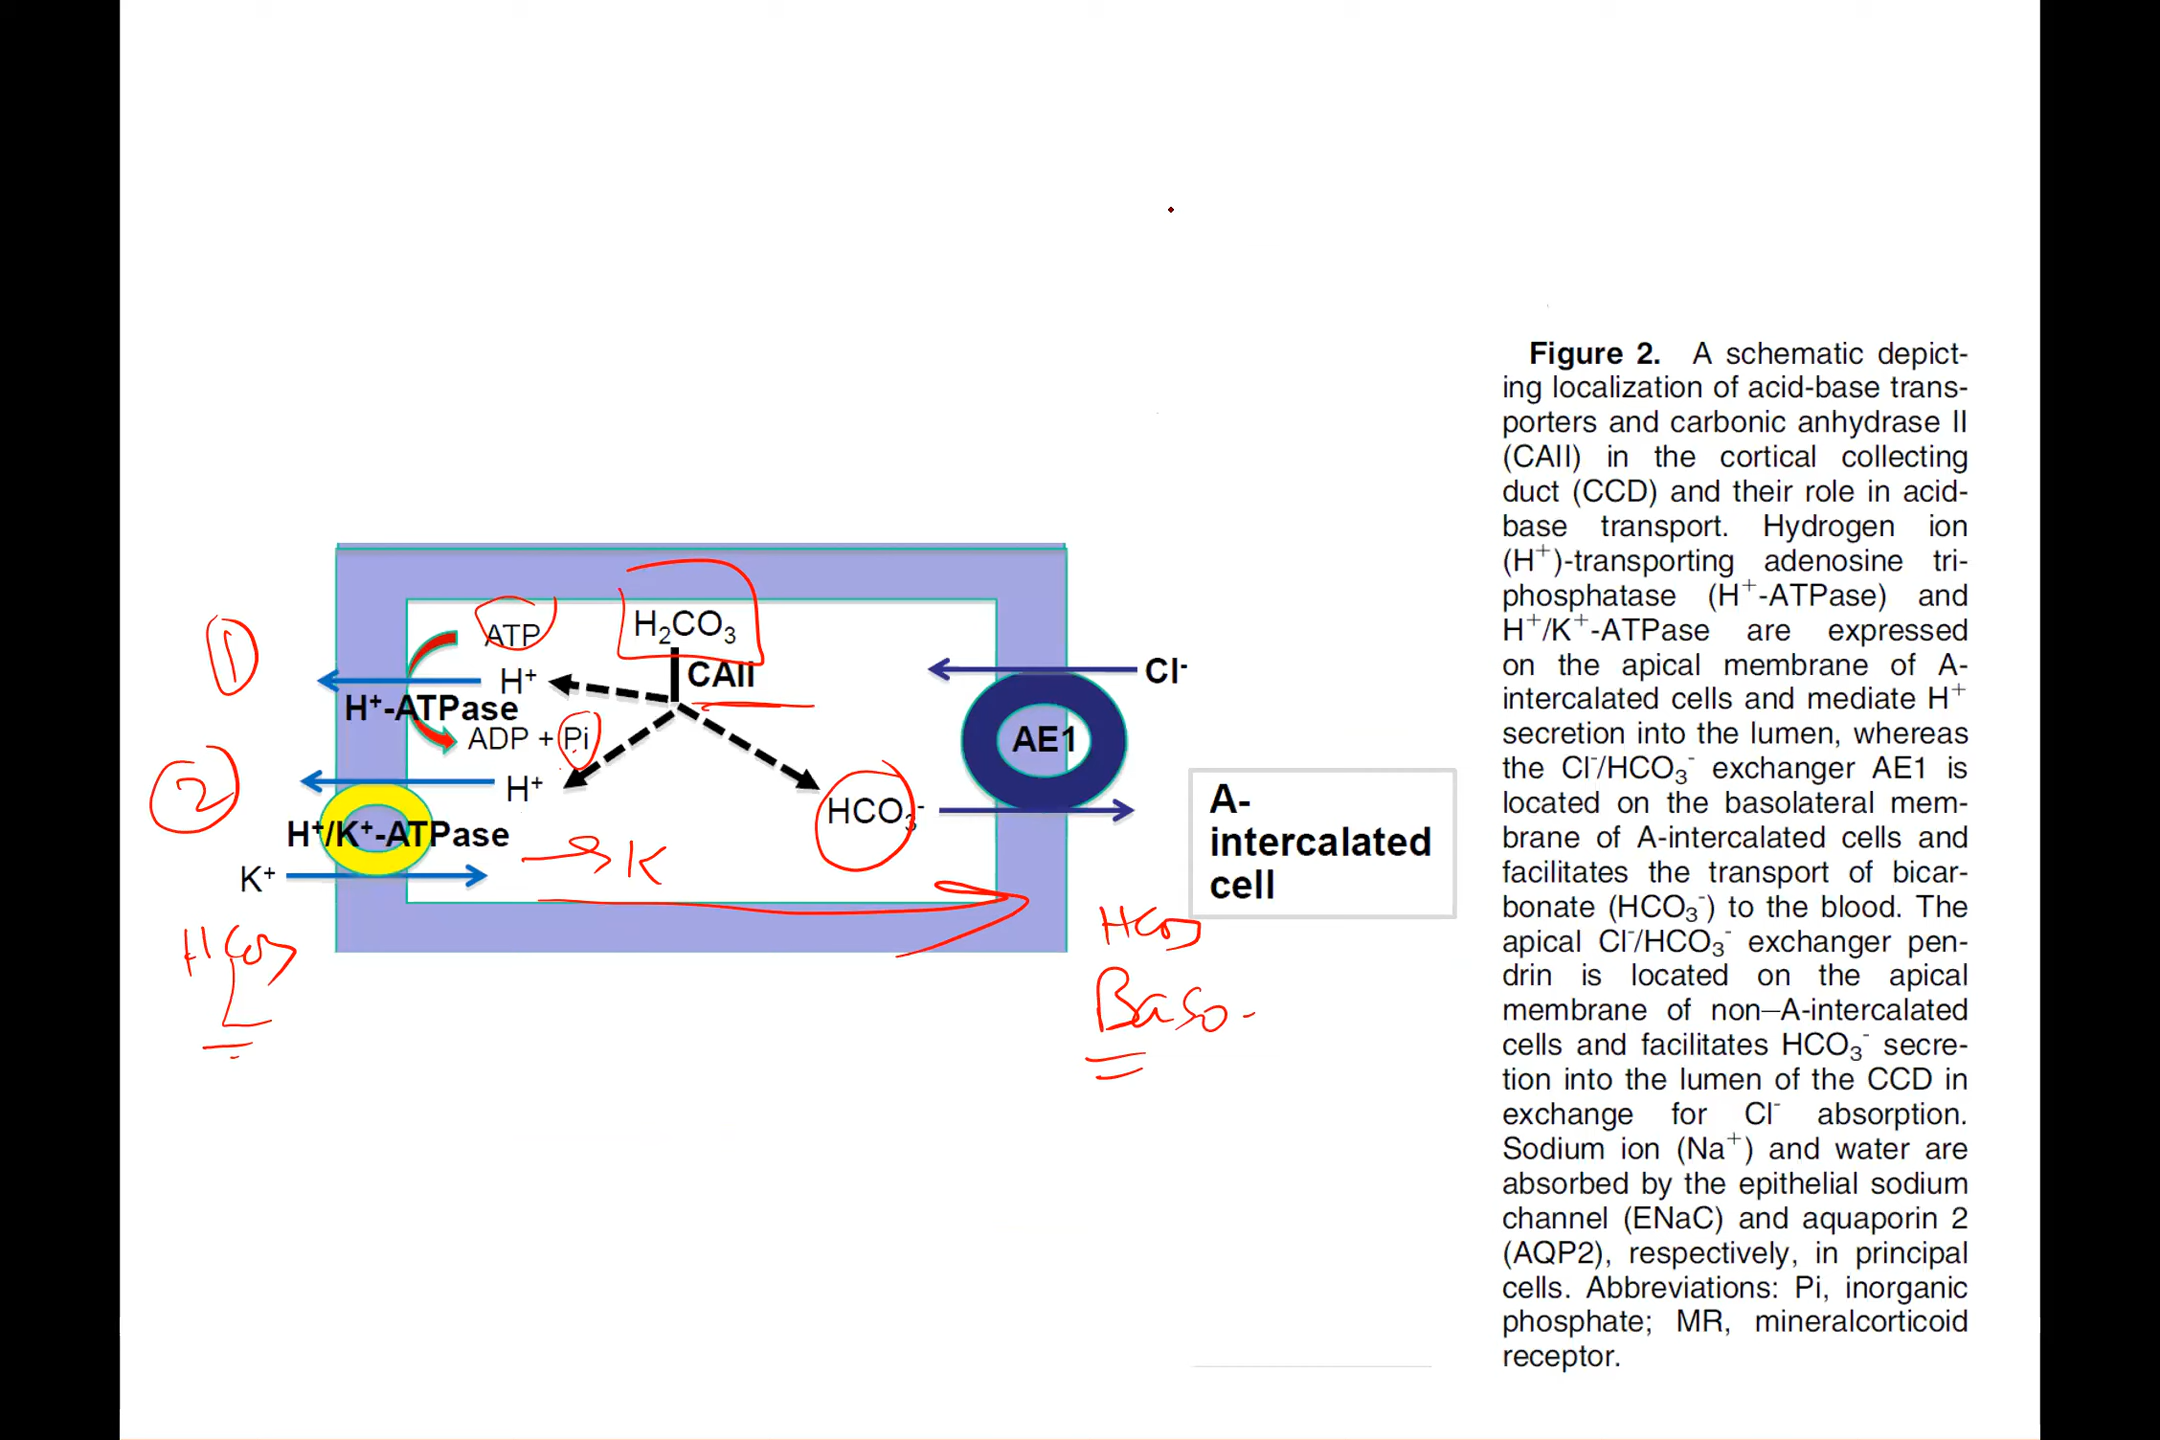 ATP
H₂CO₃
CAII
H⁺
H⁺-ATPase
ADP + Pi
H⁺
H⁺/K⁺-ATPase
K⁺
HCO₃⁻
Cl⁻
AE1
A-
intercalated
cell
1
2
K
HCO3
L
HCO3
Baso-
Figure 2. A schematic depict-
ing localization of acid-base trans-
porters and carbonic anhydrase II
(CAII) in the cortical collecting
duct (CCD) and their role in acid-
base transport. Hydrogen ion
(H⁺)-transporting adenosine tri-
phosphatase (H⁺-ATPase) and
H⁺/K⁺-ATPase are expressed
on the apical membrane of A-
intercalated cells and mediate H⁺
secretion into the lumen, whereas
the Cl⁻/HCO₃⁻ exchanger AE1 is
located on the basolateral mem-
brane of A-intercalated cells and
facilitates the transport of bicar-
bonate (HCO₃⁻) to the blood. The
apical Cl⁻/HCO₃⁻ exchanger pen-
drin is located on the apical
membrane of non–A-intercalated
cells and facilitates HCO₃⁻ secre-
tion into the lumen of the CCD in
exchange for Cl⁻ absorption.
Sodium ion (Na⁺) and water are
absorbed by the epithelial sodium
channel (ENaC) and aquaporin 2
(AQP2), respectively, in principal
cells. Abbreviations: Pi, inorganic
phosphate; MR, mineralcorticoid
receptor.